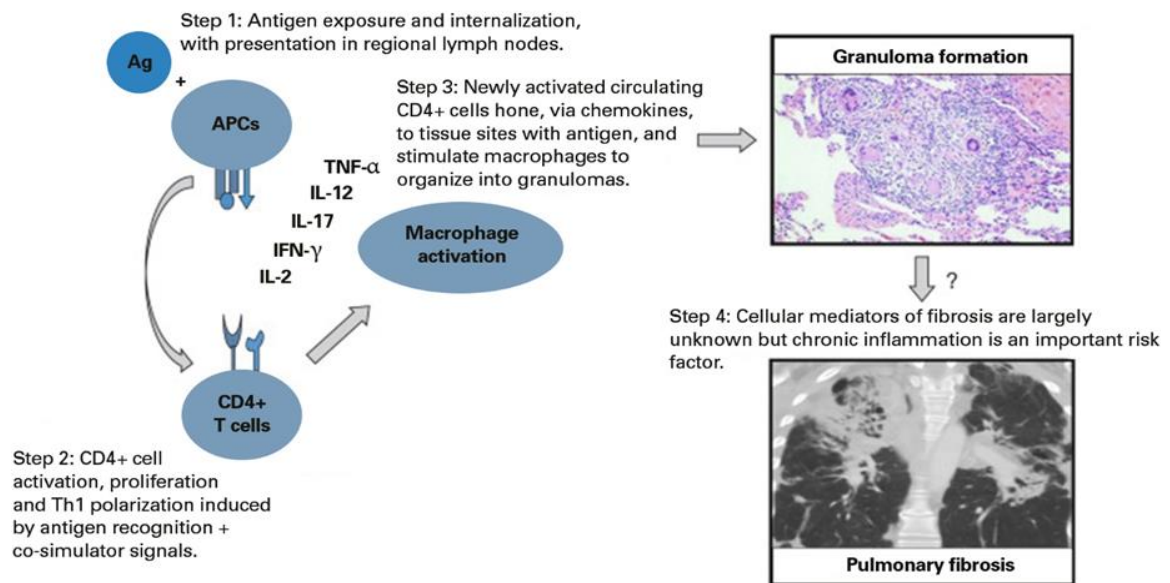 Step 1: Antigen exposure and internalization,
with presentation in regional lymph nodes.
Ag
+
APCs
Step 3: Newly activated circulating
CD4+ cells hone, via chemokines,
to tissue sites with antigen, and
stimulate macrophages to
organize into granulomas.
TNF-α
IL-12
IL-17
IFN-γ
IL-2
Macrophage
activation
CD4+
T cells
Step 2: CD4+ cell
activation, proliferation
and Th1 polarization induced
by antigen recognition +
co-simulator signals.
Granuloma formation
?
Step 4: Cellular mediators of fibrosis are largely
unknown but chronic inflammation is an important risk
factor.
Pulmonary fibrosis